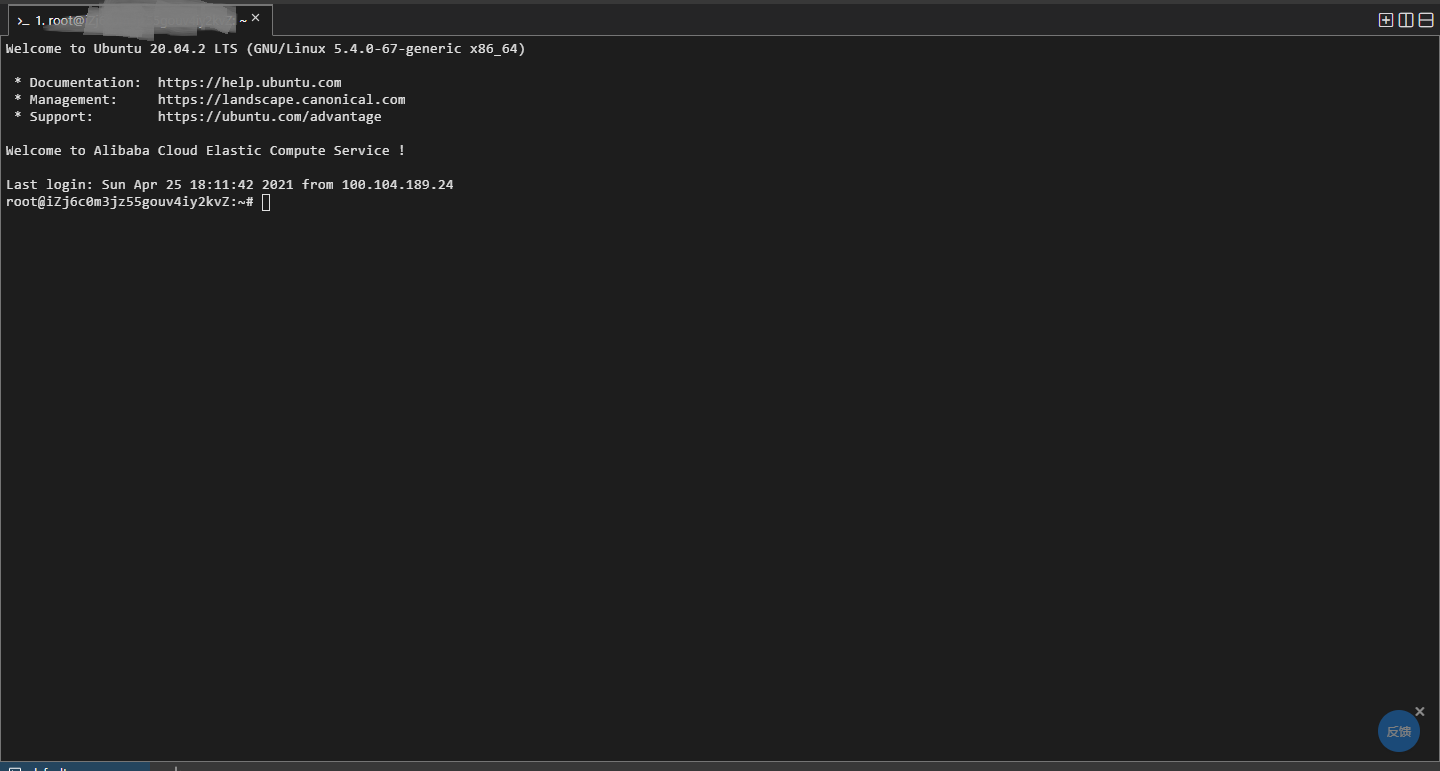 1. root@
~
Welcome to Ubuntu 20.04.2 LTS (GNU/Linux 5.4.0-67-generic x86_64)
* Documentation: https://help.ubuntu.com
* Management: https://landscape.canonical.com
* Support: https://ubuntu.com/advantage
Welcome to Alibaba Cloud Elastic Compute Service !
Last login: Sun Apr 25 18:11:42 2021 from 100.104.189.24
root@iZj6c0m3jz55gouv4iy2kvZ:~#
反馈